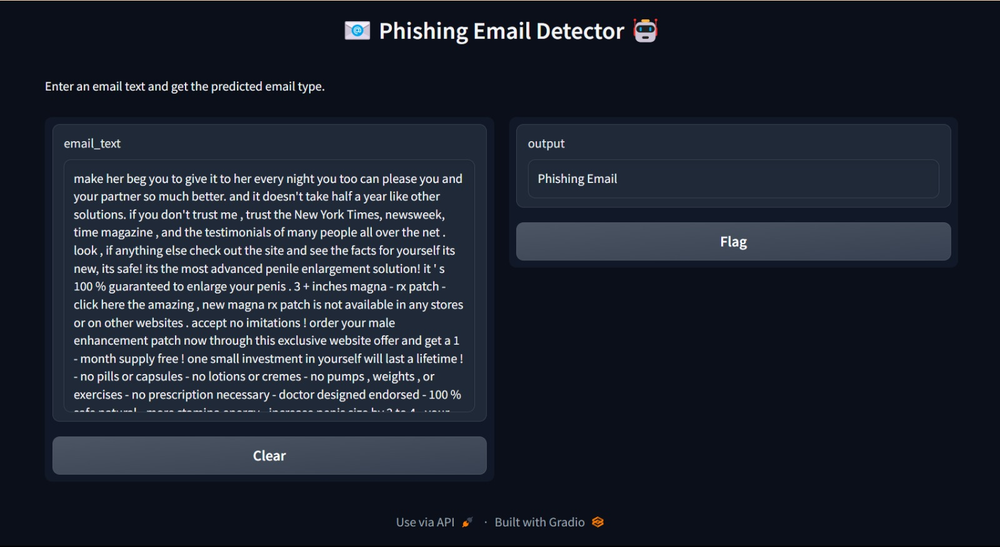 Phishing Email Detector
Enter an email text and get the predicted email type.
email_text
make her beg you to give it to her every night you too can please you and
your partner so much better. and it doesn't take half a year like other
solutions. if you don't trust me , trust the New York Times, newsweek,
time magazine , and the testimonials of many people all over the net .
look , if anything else check out the site and see the facts for yourself its
new, its safe! its the most advanced penile enlargement solution! it ' s
100 % guaranteed to enlarge your penis . 3 + inches magna - rx patch -
click here the amazing , new magna rx patch is not available in any stores
or on other websites . accept no imitations ! order your male
enhancement patch now through this exclusive website offer and get a 1
- month supply free ! one small investment in yourself will last a lifetime !
- no pills or capsules - no lotions or cremes - no pumps , weights , or
exercises - no prescription necessary - doctor designed endorsed - 100 %
Clear
output
Phishing Email
Flag
Use via API · Built with Gradio